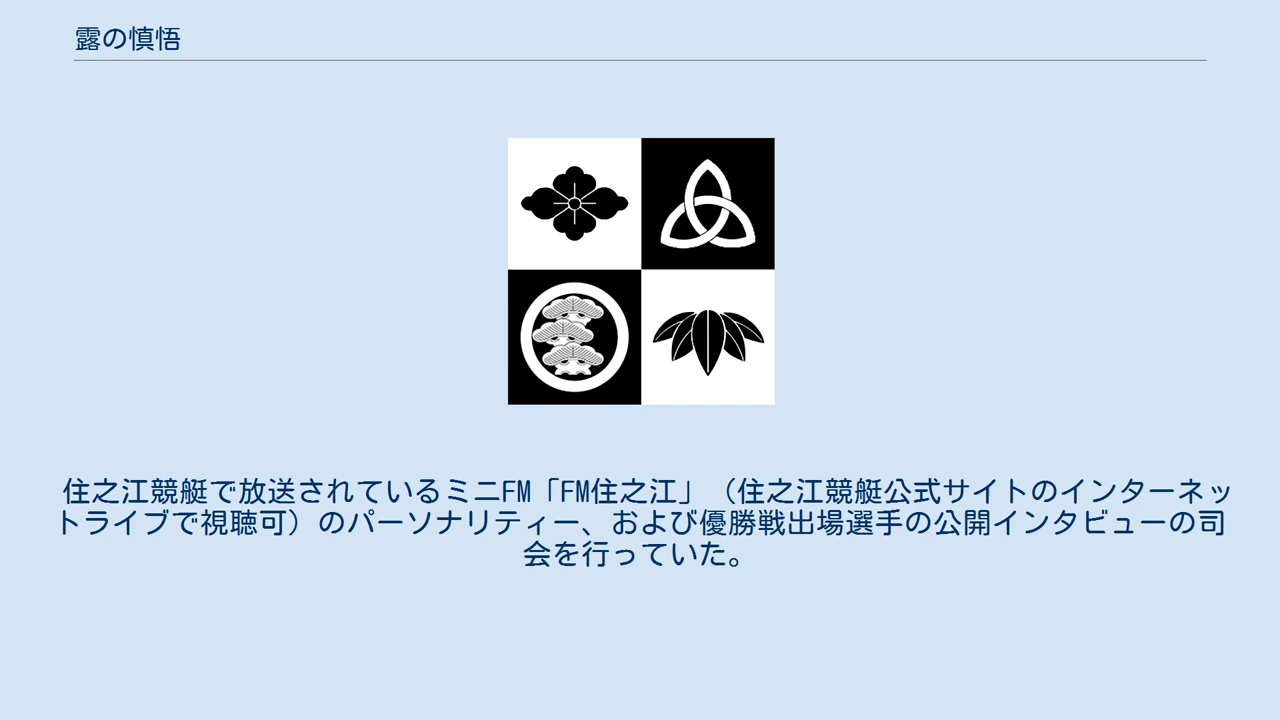 露の慎悟
住之江競艇で放送されているミニFM「FM住之江」（住之江競艇公式サイトのインターネッ
トライブで視聴可）のパーソナリティー、および優勝戦出場選手の公開インタビューの司
会を行っていた。